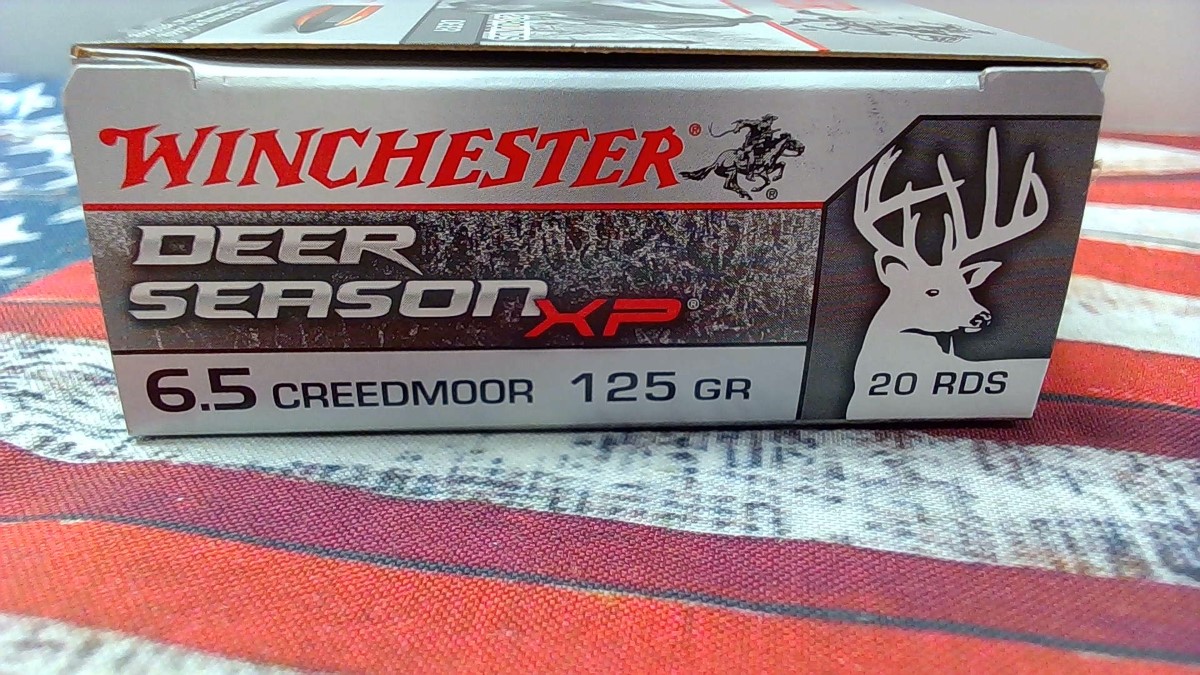 WINCHESTER®
®
DEER
SEASON XP®
6.5 CREEDMOOR 125 GR
20 RDS